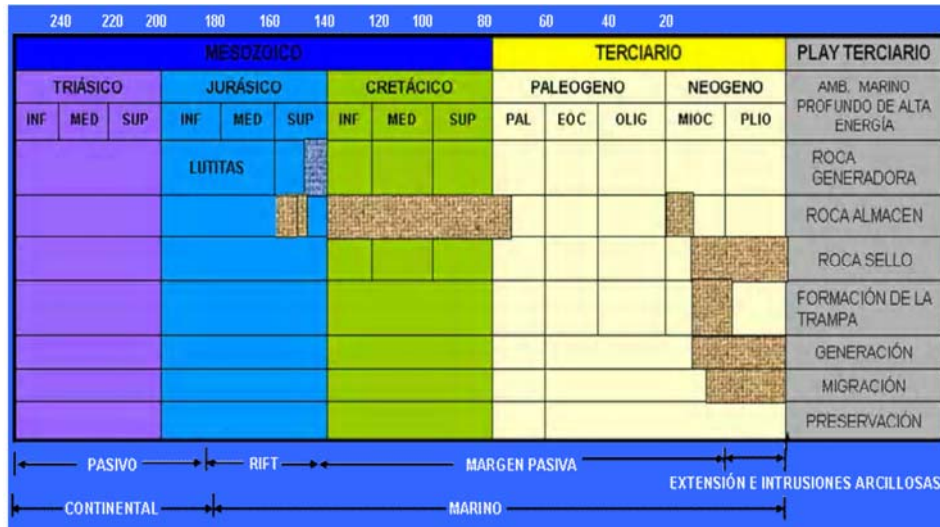 240 220 200 180 160 140 120 100 80 60 40 20
MESOZOICO TERCIARIO PLAY TERCIARIO
TRIÁSICO JURÁSICO CRETÁCICO PALEOGENO NEOGENO AMB. MARINO
PROFUNDO DE ALTA
ENERGÍA
INF MED SUP INF MED SUP INF MED SUP PAL EOC OLIG MIOC PLIO
LUTITAS ROCA
GENERADORA
ROCA ALMACEN
ROCA SELLO
FORMACIÓN DE LA
TRAMPA
GENERACIÓN
MIGRACIÓN
PRESERVACIÓN
PASIVO RIFT MARGEN PASIVA
EXTENSIÓN E INTRUSIONES ARCILLOSAS
CONTINENTAL MARINO